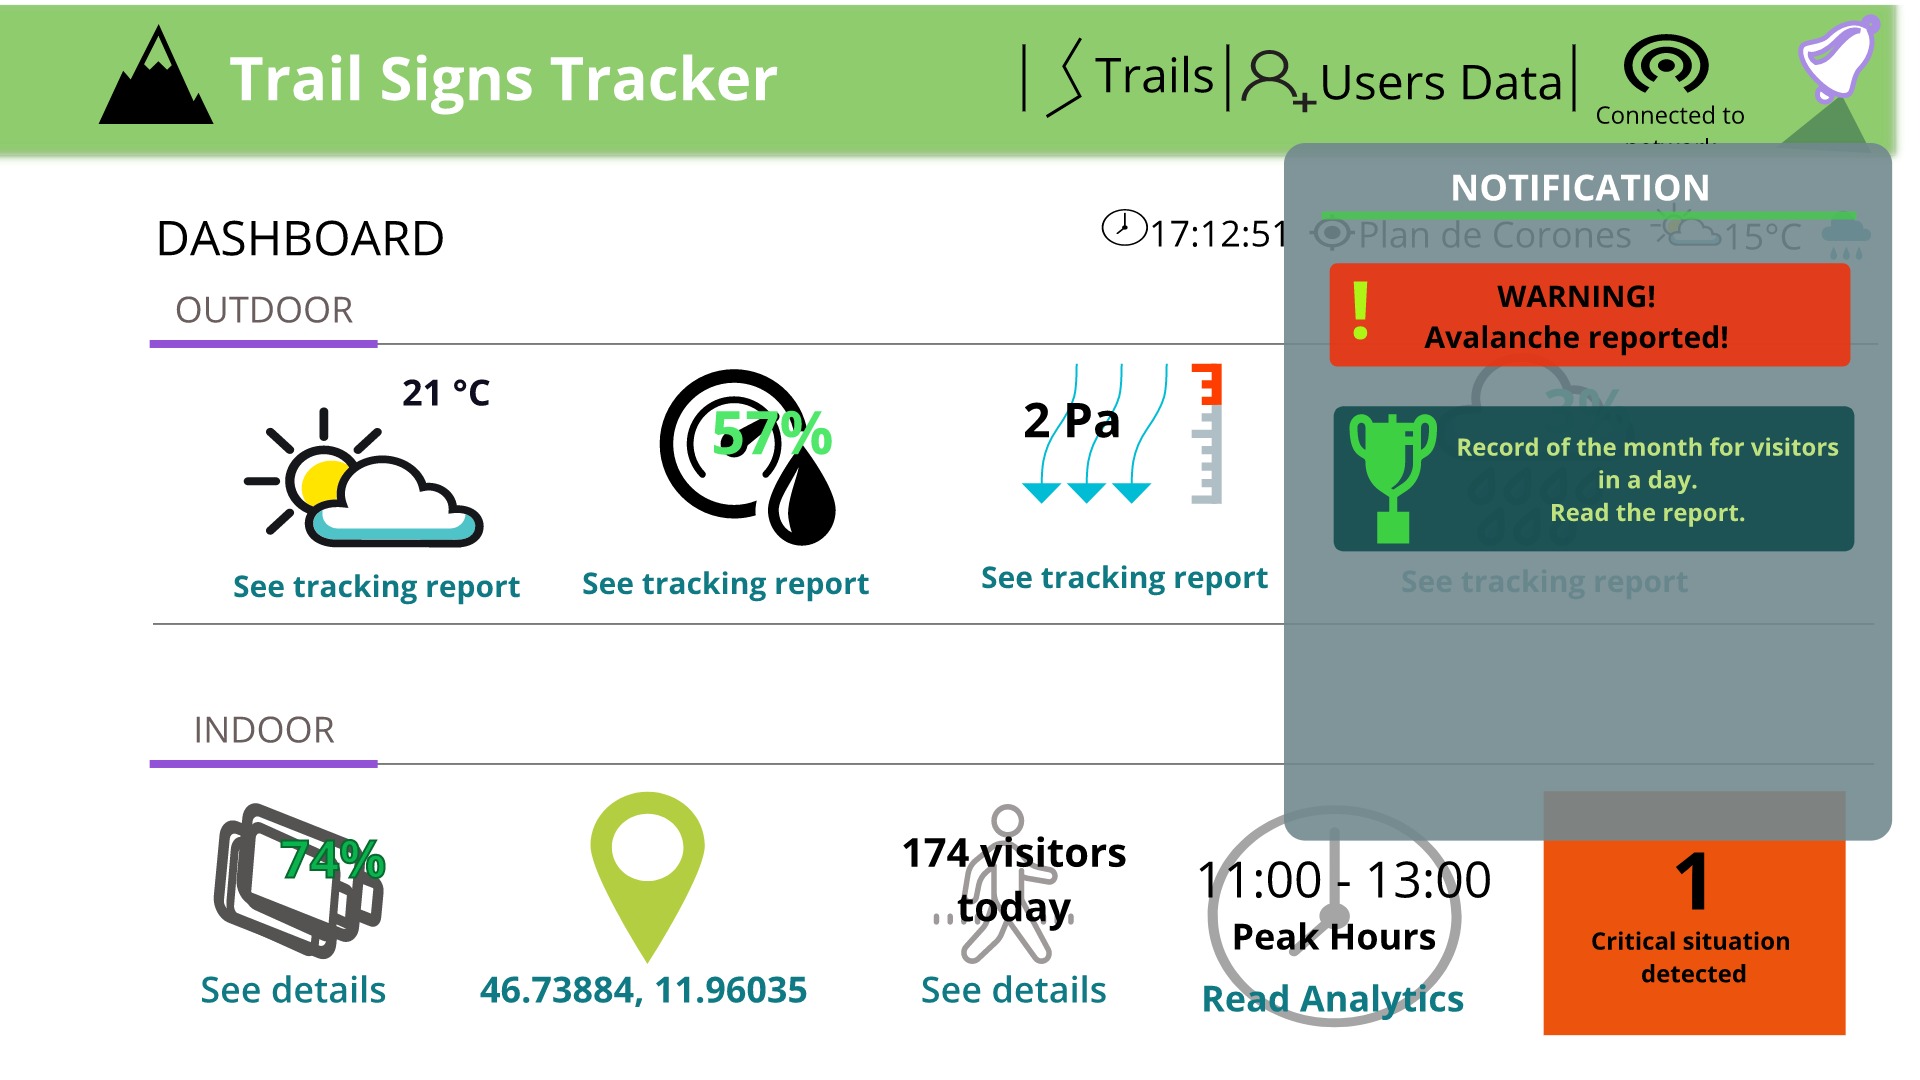 Trail Signs Tracker
Trails
Users Data
Connected to
network
NOTIFICATION
DASHBOARD
17:12:51
Plan de Corones
15°C
WARNING!
Avalanche reported!
OUTDOOR
21 °C
57%
2 Pa
Record of the month for visitors
in a day.
Read the report.
See tracking report
See tracking report
See tracking report
See tracking report
INDOOR
74%
174 visitors
today
11:00 - 13:00
Peak Hours
1
Critical situation
detected
See details
46.73884, 11.96035
See details
Read Analytics